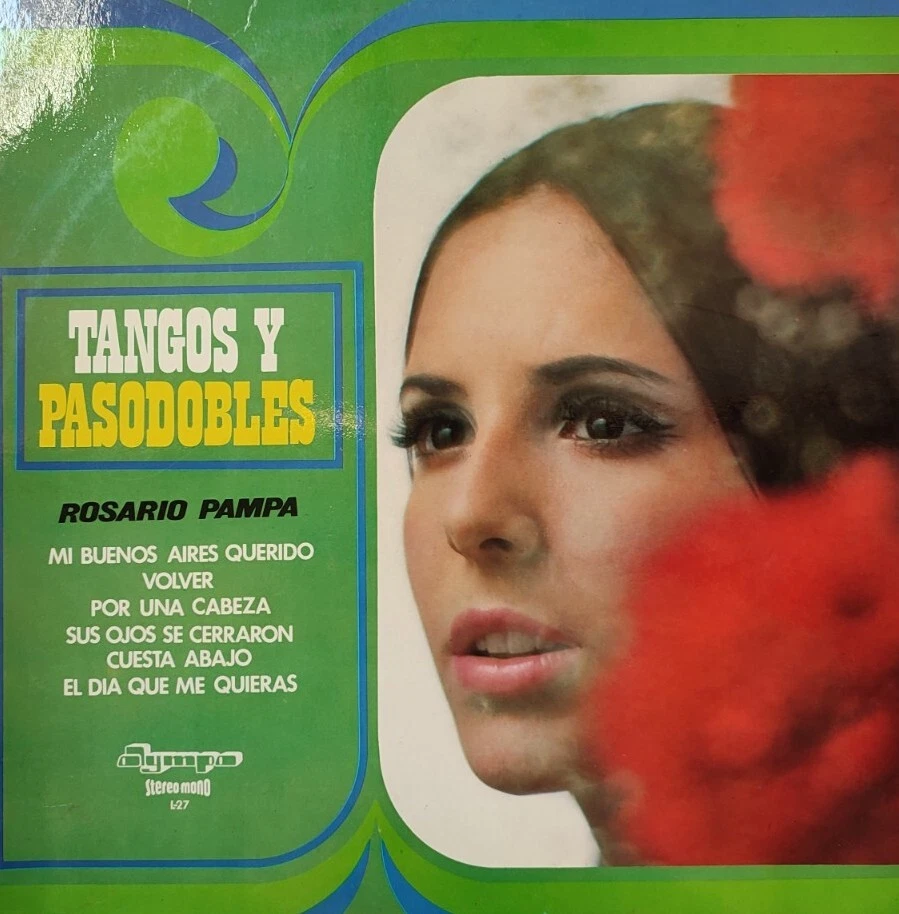 TANGOS Y
PASODOBLES
ROSARIO PAMPA
MI BUENOS AIRES QUERIDO
VOLVER
POR UNA CABEZA
SUS OJOS SE CERRARON
CUESTA ABAJO
EL DIA QUE ME QUIERAS
olympo
Stereo mono
L-27